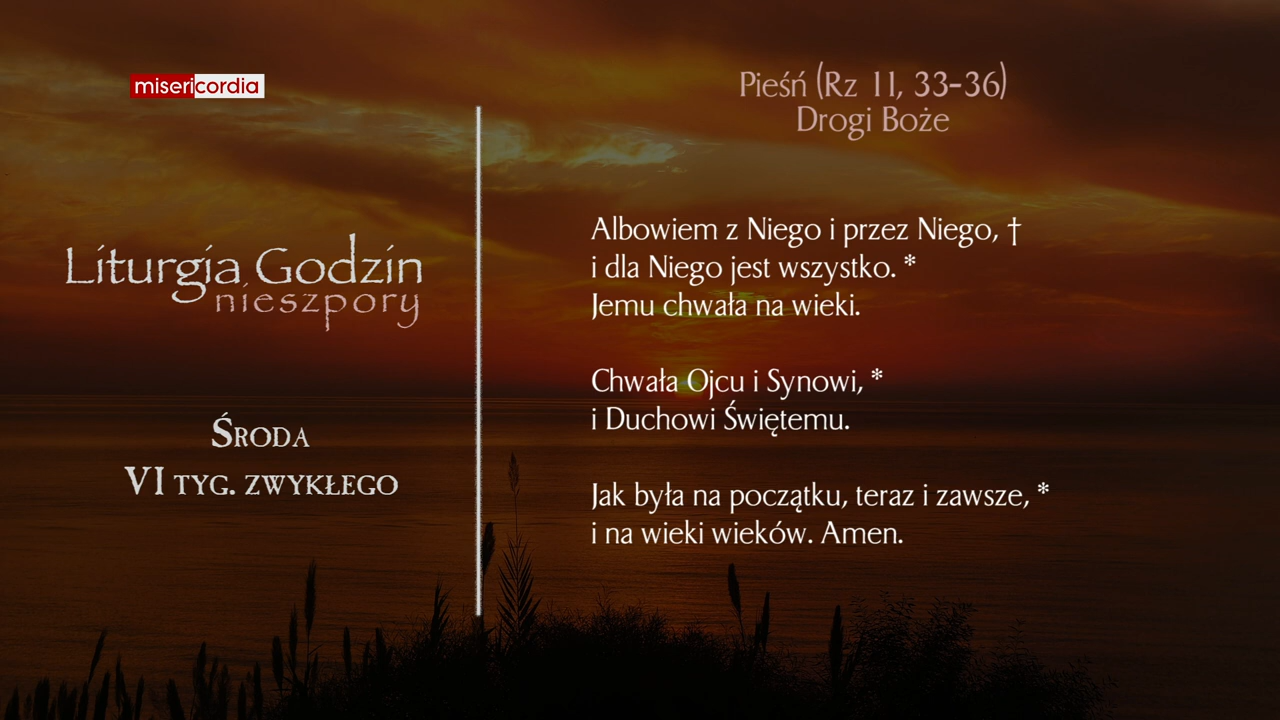 misericordia
Liturgia Godzin
nieszpory
Środa
VI tyg. zwykłego
Pieśń (Rz 11, 33-36)
Drogi Boże
Albowiem z Niego i przez Niego, †
i dla Niego jest wszystko. *
Jemu chwała na wieki.
Chwała Ojcu i Synowi, *
i Duchowi Świętemu.
Jak była na początku, teraz i zawsze, *
i na wieki wieków. Amen.